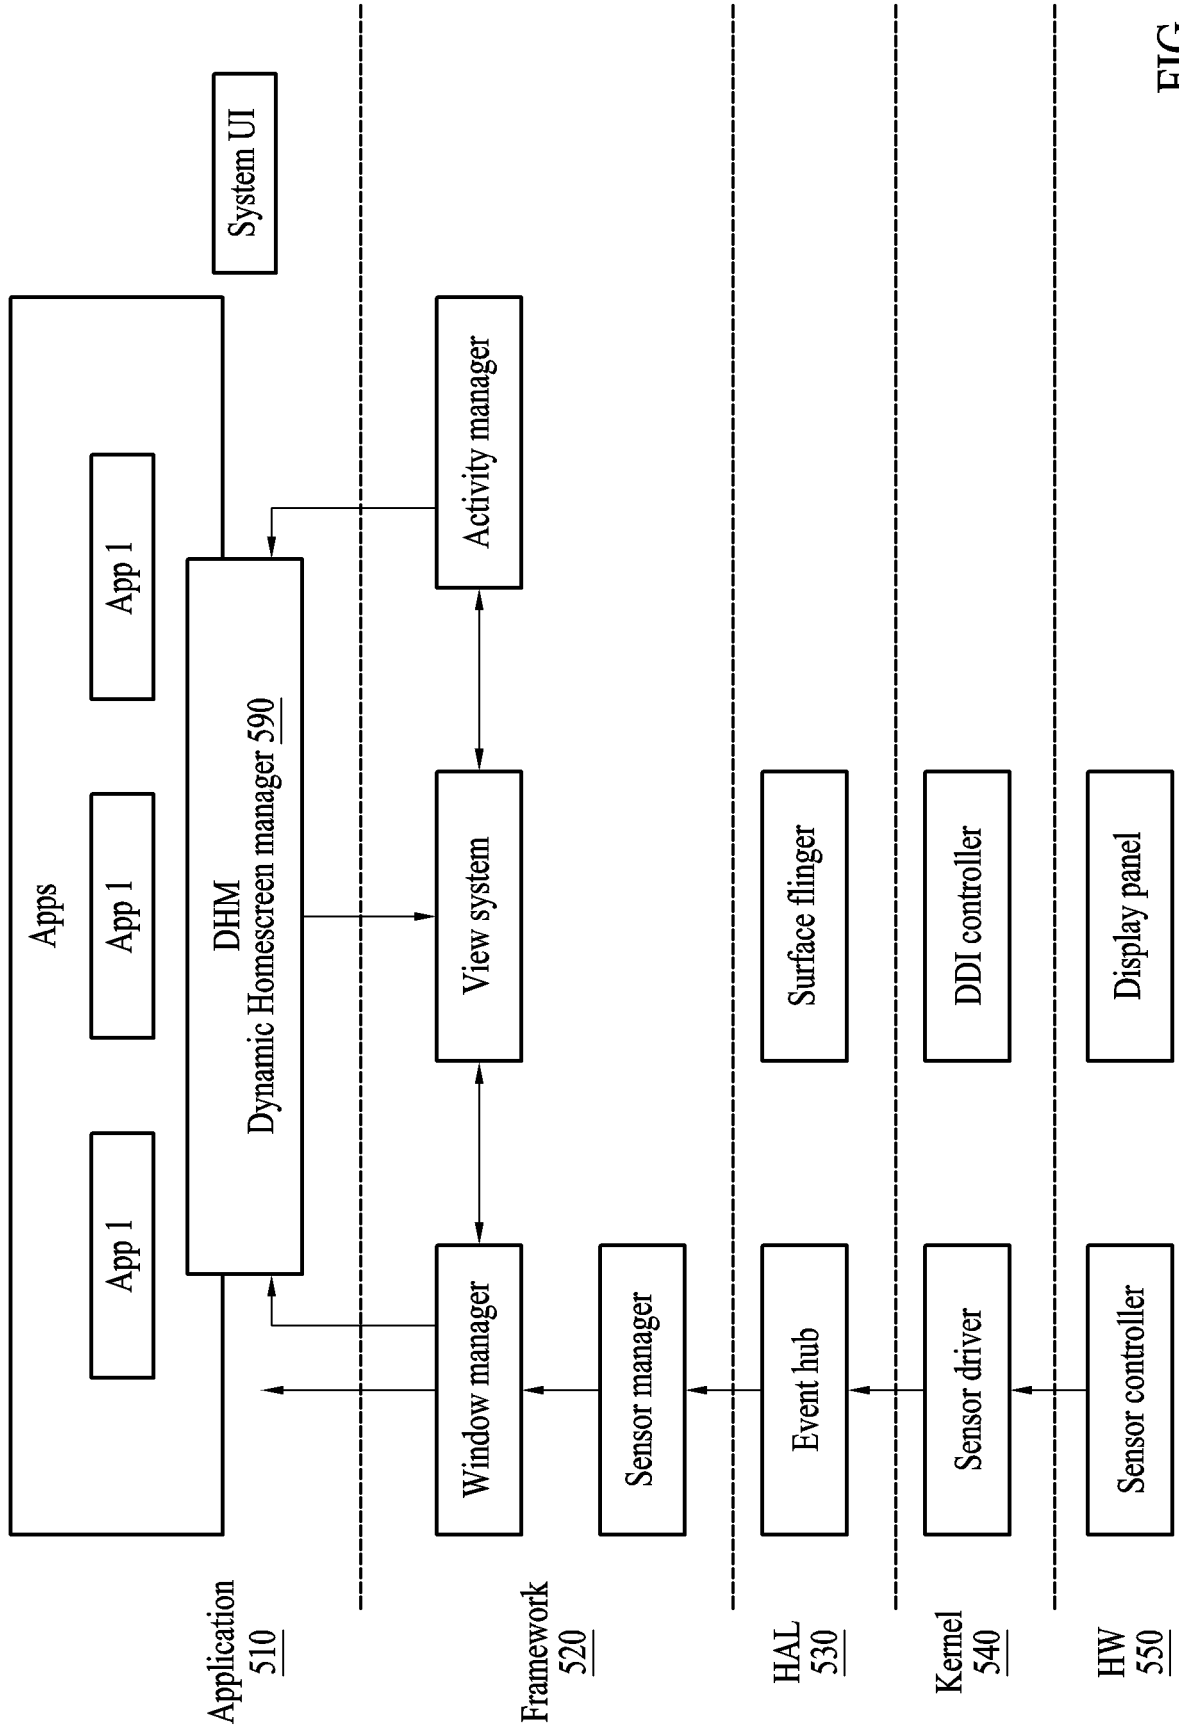 Apps
App 1
App 1
App 1
System UI
DHM
Dynamic Homescreen manager 590
Application
510
Window manager
View system
Activity manager
Sensor manager
Framework
520
Event hub
Surface flinger
HAL
530
Sensor driver
DDI controller
Kernel
540
Sensor controller
Display panel
HW
550
FIG